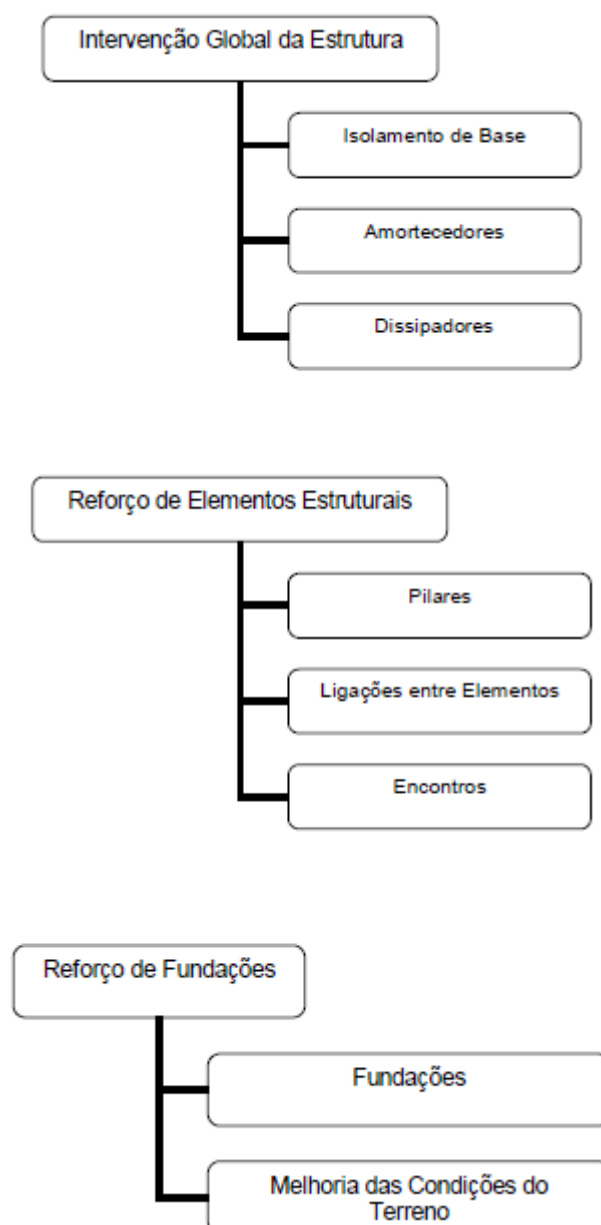 Intervenção Global da Estrutura
Isolamento de Base
Amortecedores
Dissipadores
Reforço de Elementos Estruturais
Pilares
Ligações entre Elementos
Encontros
Reforço de Fundações
Fundações
Melhoria das Condições do
Terreno